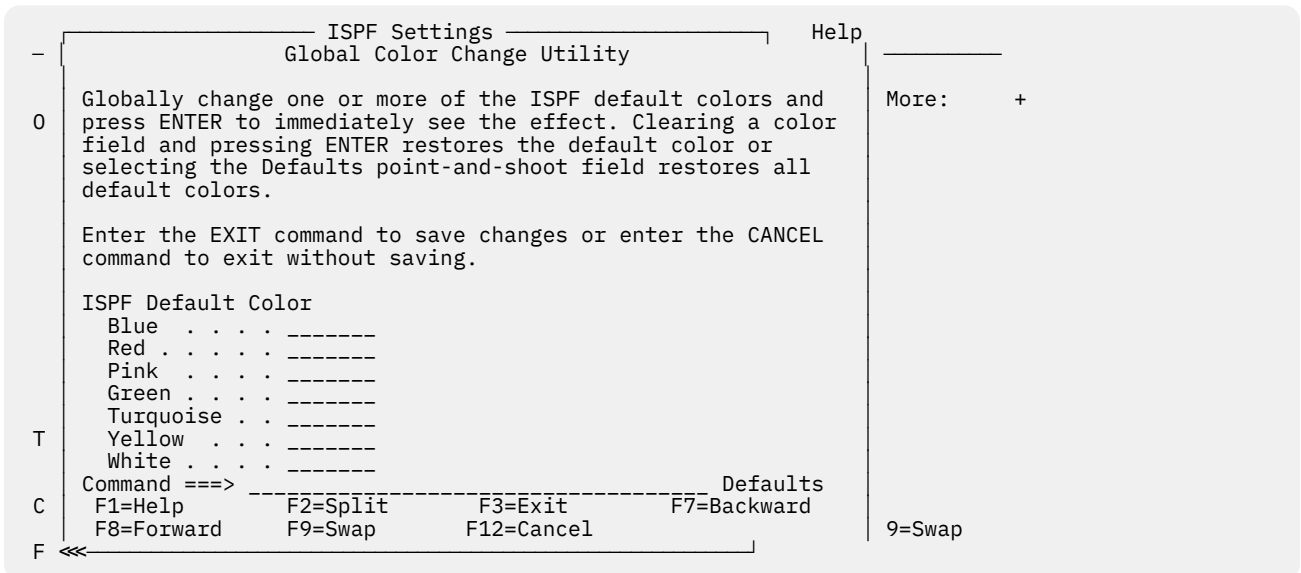 ISPF Settings Help
— Global Color Change Utility
Globally change one or more of the ISPF default colors and More: +
O press ENTER to immediately see the effect. Clearing a color
field and pressing ENTER restores the default color or
selecting the Defaults point-and-shoot field restores all
default colors.
Enter the EXIT command to save changes or enter the CANCEL
command to exit without saving.
ISPF Default Color
Blue . . . . _______
Red . . . . . _______
Pink . . . . _______
Green . . . . _______
Turquoise . . _______
T Yellow . . . _______
White . . . . _______
Command ===> ____________________________________ Defaults
C F1=Help F2=Split F3=Exit F7=Backward
F8=Forward F9=Swap F12=Cancel 9=Swap
F <<<